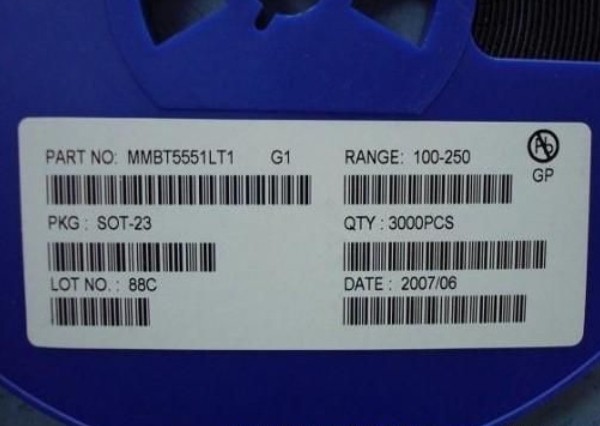 PART NO: MMBT5551LT1 G1
RANGE: 100-250
Pb
GP
PKG : SOT-23
QTY : 3000PCS
LOT NO. : 88C
DATE : 2007/06